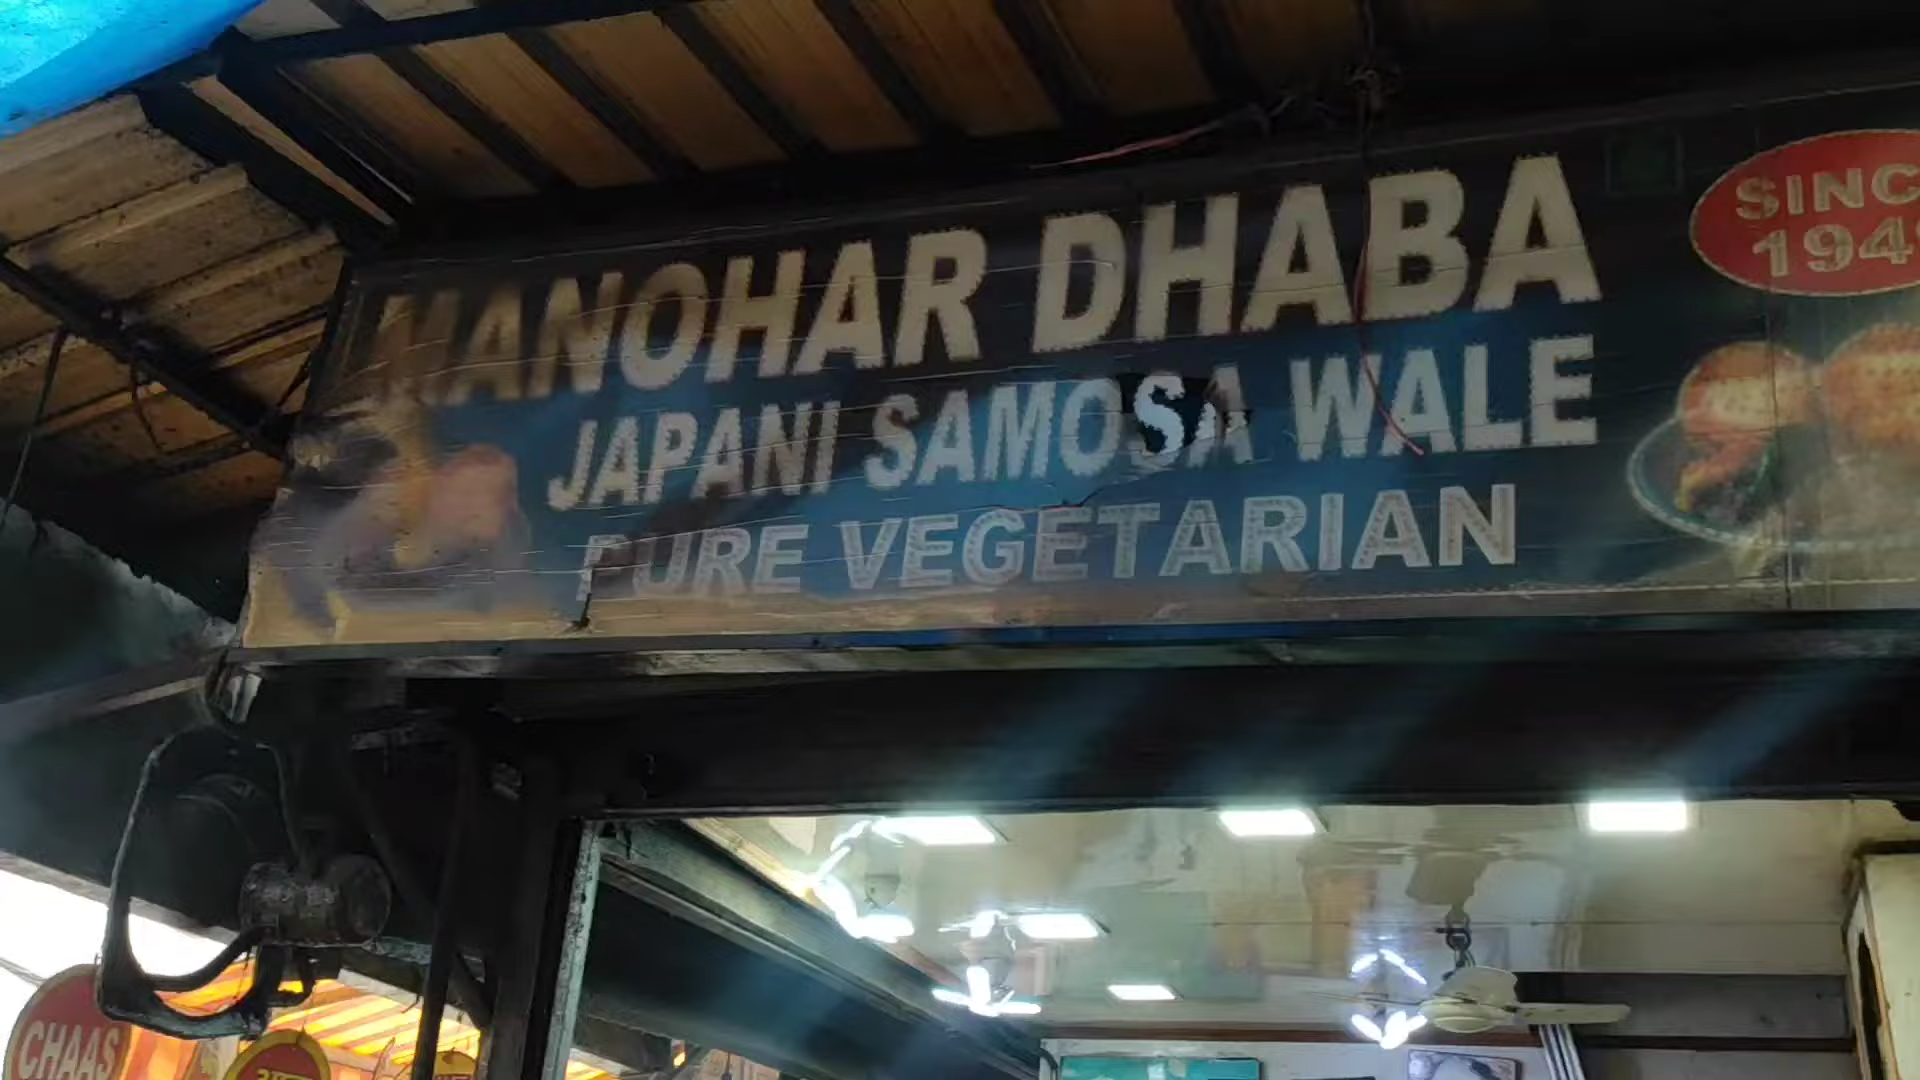 MANOHAR DHABA
JAPANI SAMOSA WALE
PURE VEGETARIAN
SINC
194
CHAAS